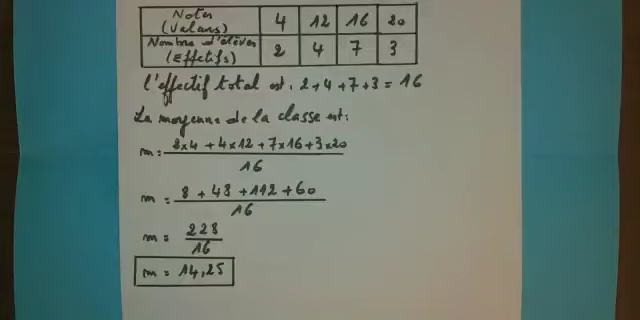 Notes (Valeurs) 4 12 16 20
Nombre d'élèves (Effectifs) 2 4 7 3
l'effectif total est: 2+4+7+3 = 16
La moyenne de la classe est:
m = 2×4 + 4×12 + 7×16 + 3×20
16
m = 8 + 48 + 112 + 60
16
m = 228
16
m = 14,25